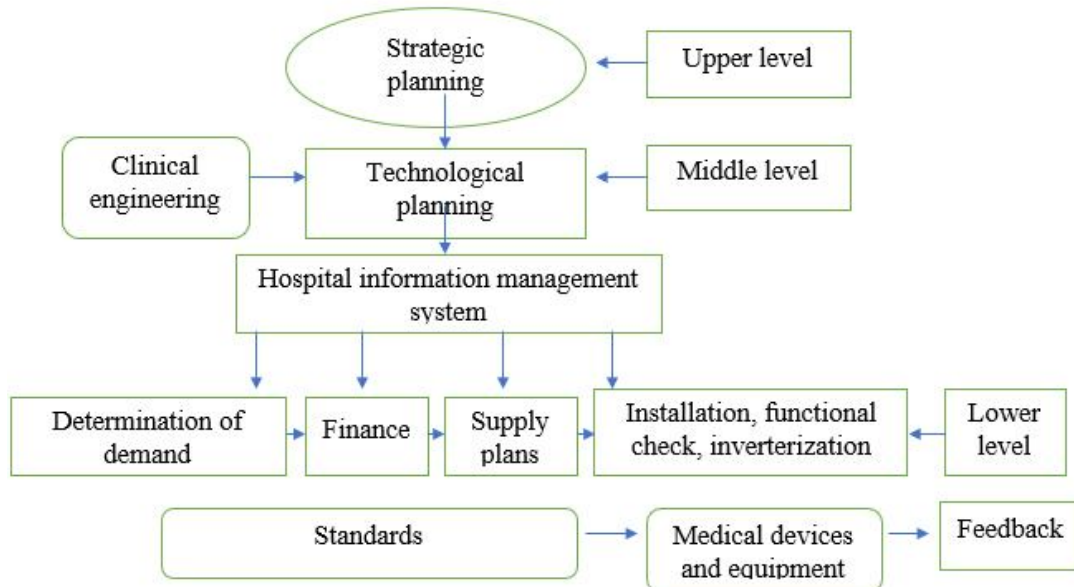 Strategic
planning
Upper level
Clinical
engineering
Technological
planning
Middle level
Hospital information management
system
Determination of
demand
Finance
Supply
plans
Installation, functional
check, inverterization
Lower
level
Standards
Medical devices
and equipment
Feedback